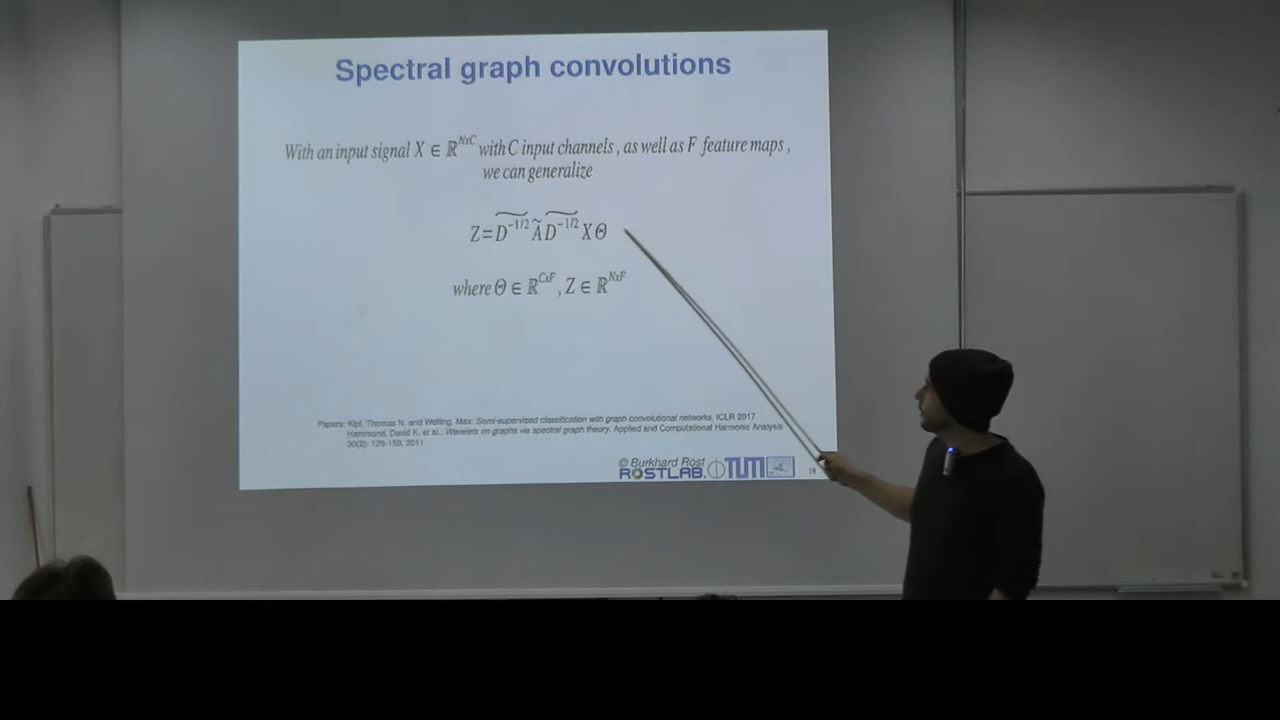 Spectral graph convolutions
With an input signal X ∈ ℝ^{NxC} with C input channels, as well as F feature maps,
we can generalize
Z=\widetilde{D^{-1/2}} Ã \widetilde{D^{-1/2}} X Θ
where Θ ∈ ℝ^{CxF}, Z ∈ ℝ^{NxF}
Papers: Kipf, Thomas N. and Welling, Max: Semi-supervised classification with graph convolutional networks, ICLR 2017
Hammond, David K. et al.: Wavelets on graphs via spectral graph theory. Applied and Computational Harmonic Analysis
30(2): 129-150, 2011
© Burkhard Rost
ROSTLAB. TUM